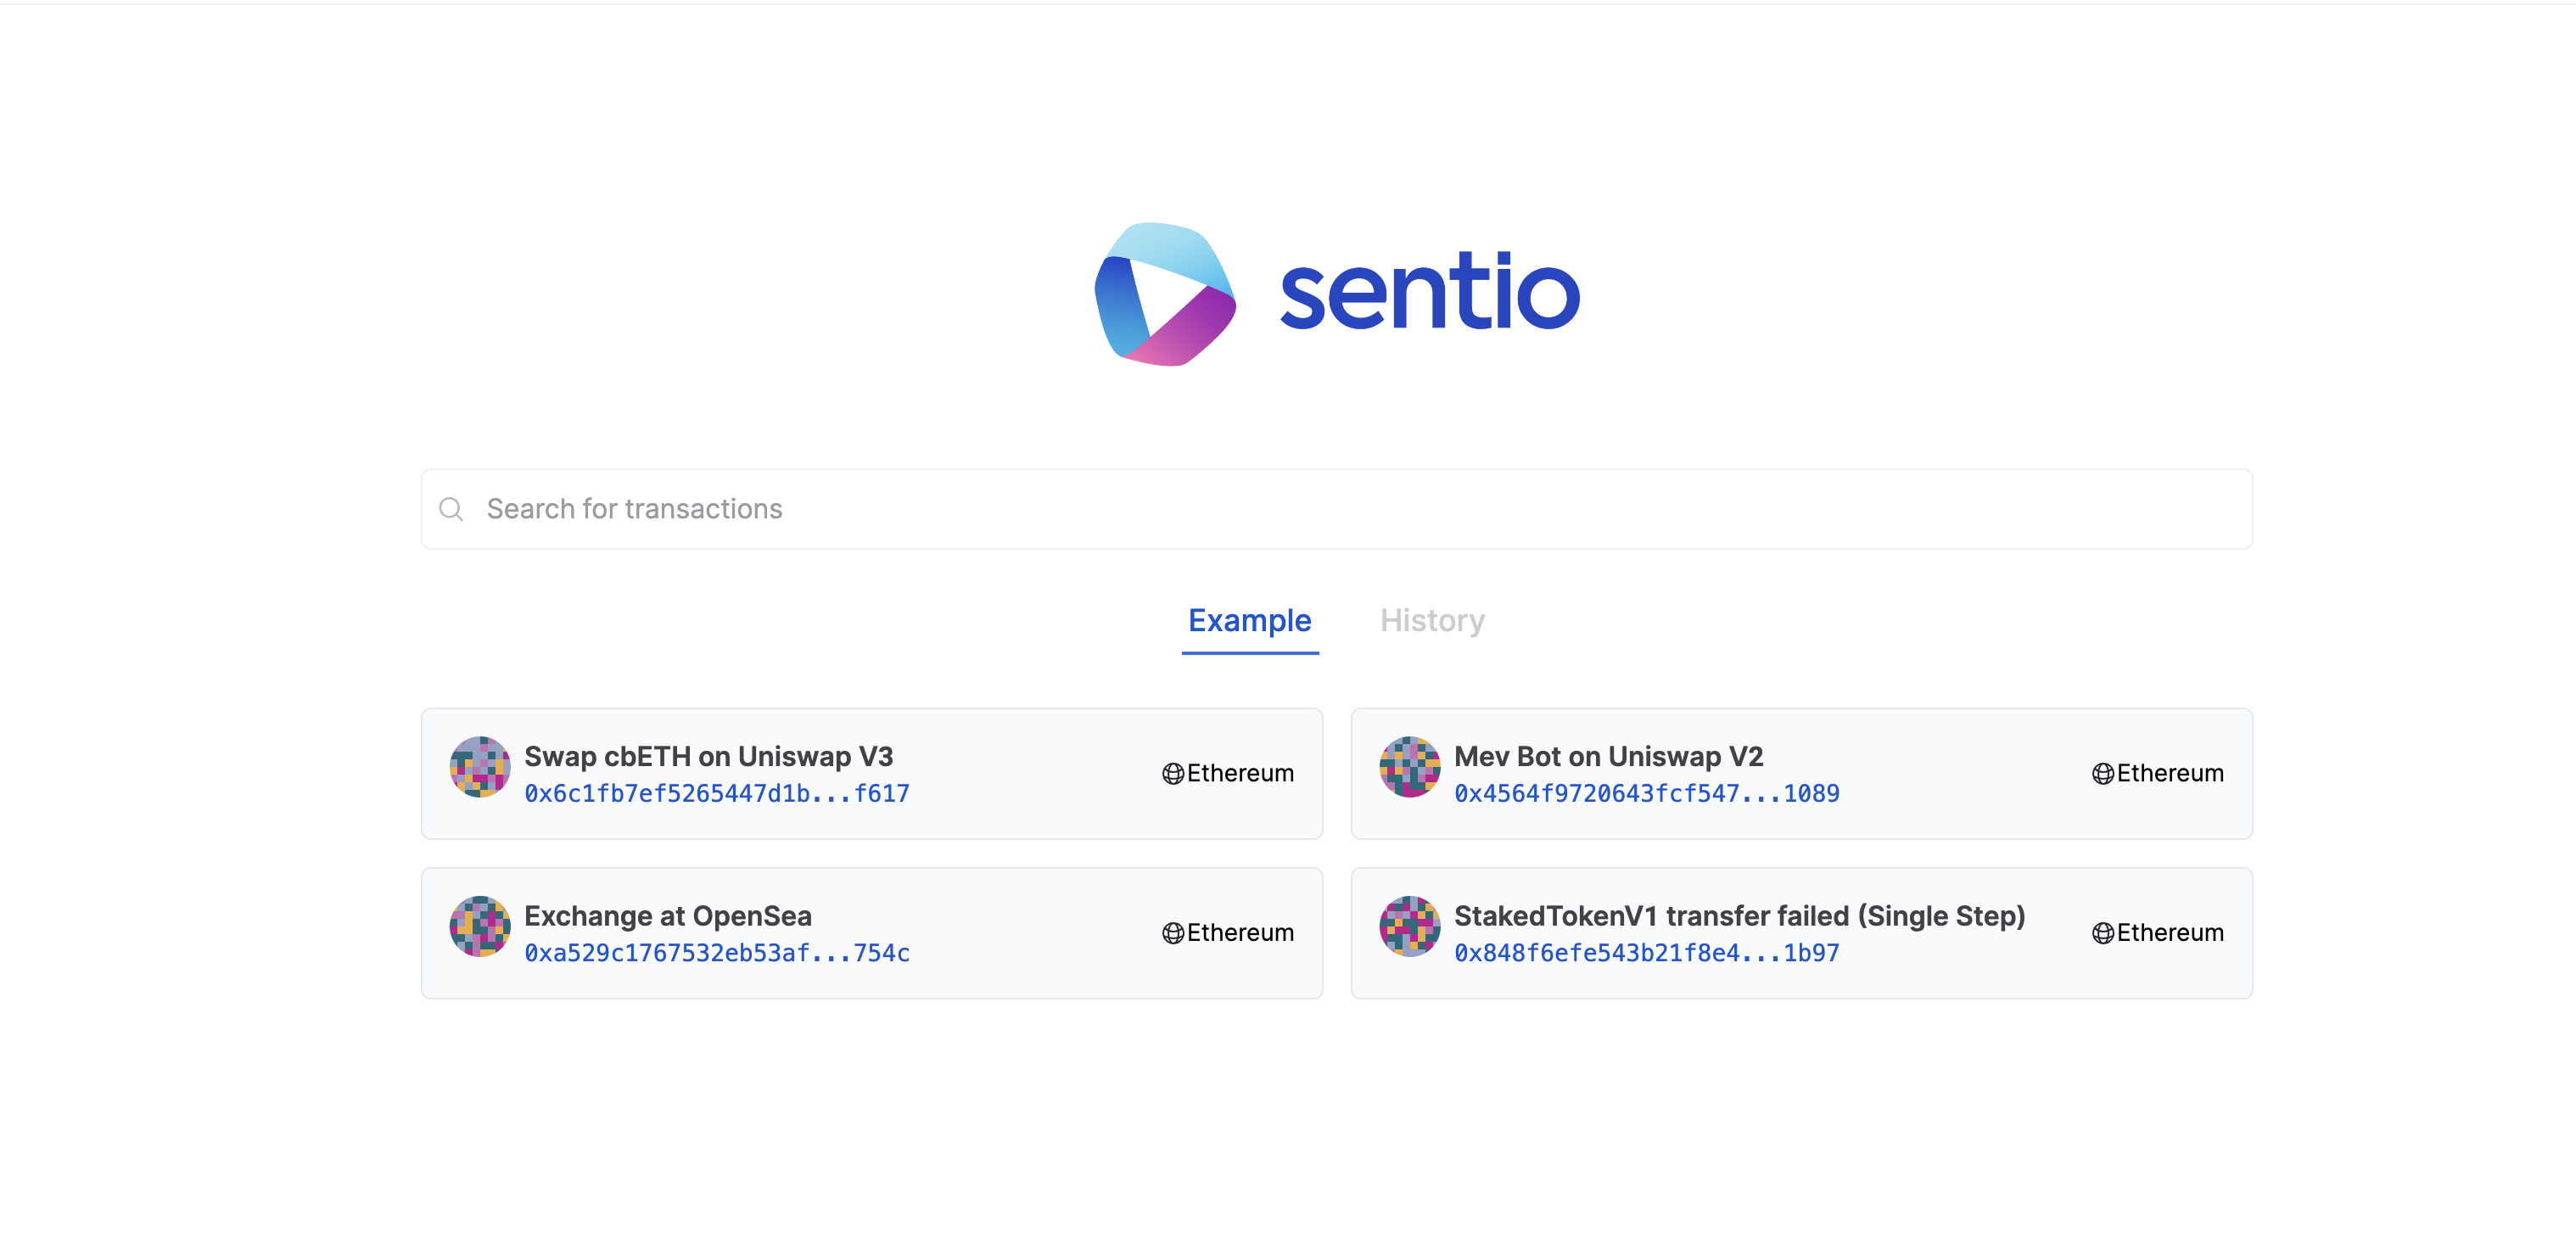 sentio
Search for transactions
Example
History
Swap cbETH on Uniswap V3
0x6c1fb7ef5265447d1b...f617
Ethereum
Mev Bot on Uniswap V2
0x4564f9720643fcf547...1089
Ethereum
Exchange at OpenSea
0xa529c1767532eb53af...754c
Ethereum
StakedTokenV1 transfer failed (Single Step)
0x848f6efe543b21f8e4...1b97
Ethereum